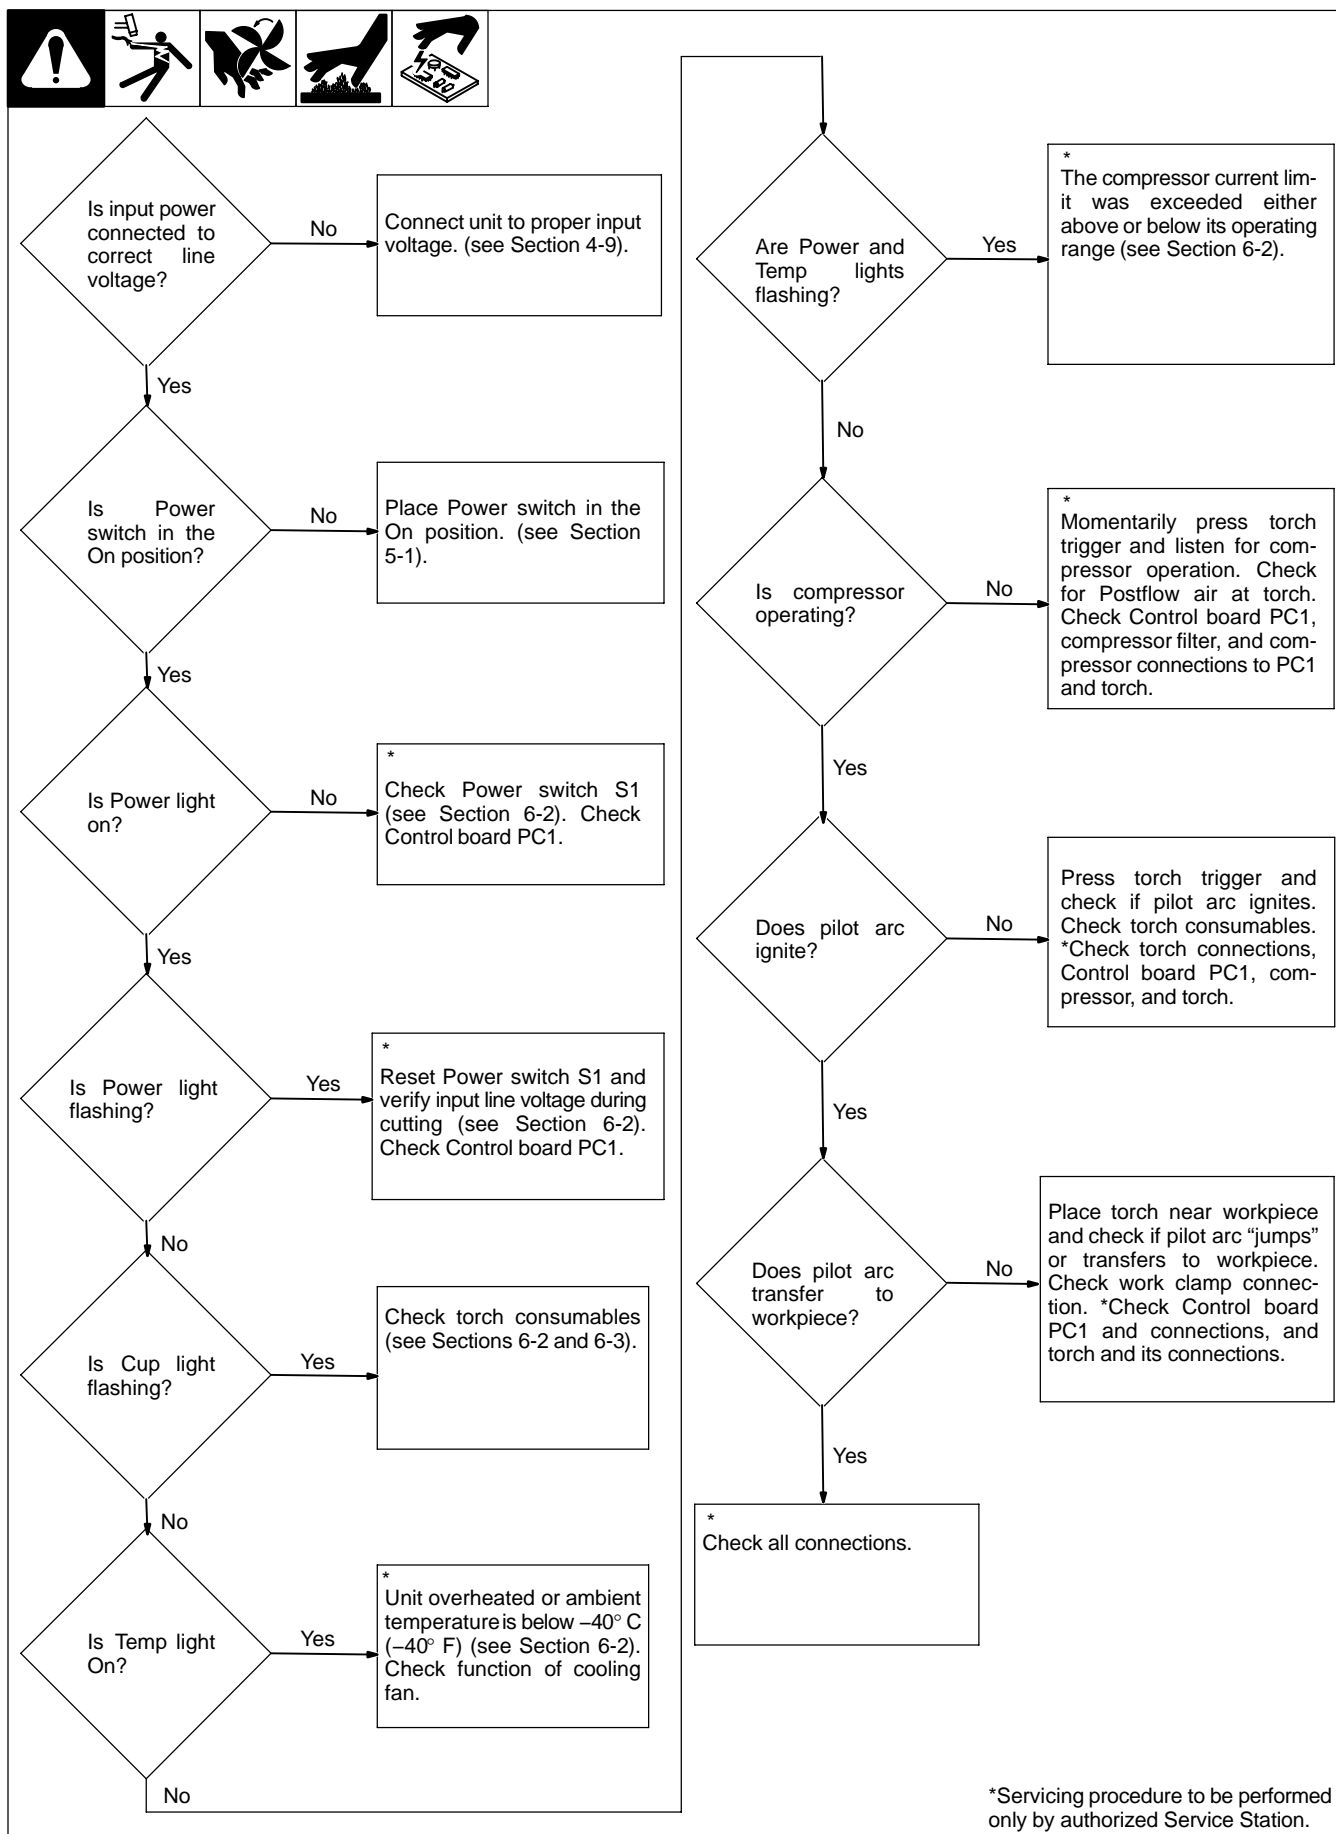 Is input power
connected to
correct line
voltage?
No
Connect unit to proper input
voltage. (see Section 4-9).
Yes
Is Power
switch in the
On position?
No
Place Power switch in the
On position. (see Section
5-1).
Yes
Is Power light
on?
No
*
Check Power switch S1
(see Section 6-2). Check
Control board PC1.
Yes
Is Power light
flashing?
Yes
*
Reset Power switch S1 and
verify input line voltage during
cutting (see Section 6-2).
Check Control board PC1.
No
Is Cup light
flashing?
Yes
Check torch consumables
(see Sections 6-2 and 6-3).
No
Is Temp light
On?
Yes
*
Unit overheated or ambient
temperature is below –40° C
(–40° F) (see Section 6-2).
Check function of cooling
fan.
No
Are Power and
Temp lights
flashing?
Yes
*
The compressor current lim-
it was exceeded either
above or below its operating
range (see Section 6-2).
No
Is compressor
operating?
No
*
Momentarily press torch
trigger and listen for com-
pressor operation. Check
for Postflow air at torch.
Check Control board PC1,
compressor filter, and com-
pressor connections to PC1
and torch.
Yes
Does pilot arc
ignite?
No
Press torch trigger and
check if pilot arc ignites.
Check torch consumables.
*Check torch connections,
Control board PC1, com-
pressor, and torch.
Yes
Does pilot arc
transfer to
workpiece?
No
Place torch near workpiece
and check if pilot arc “jumps”
or transfers to workpiece.
Check work clamp connec-
tion. *Check Control board
PC1 and connections, and
torch and its connections.
Yes
*
Check all connections.
*Servicing procedure to be performed
only by authorized Service Station.